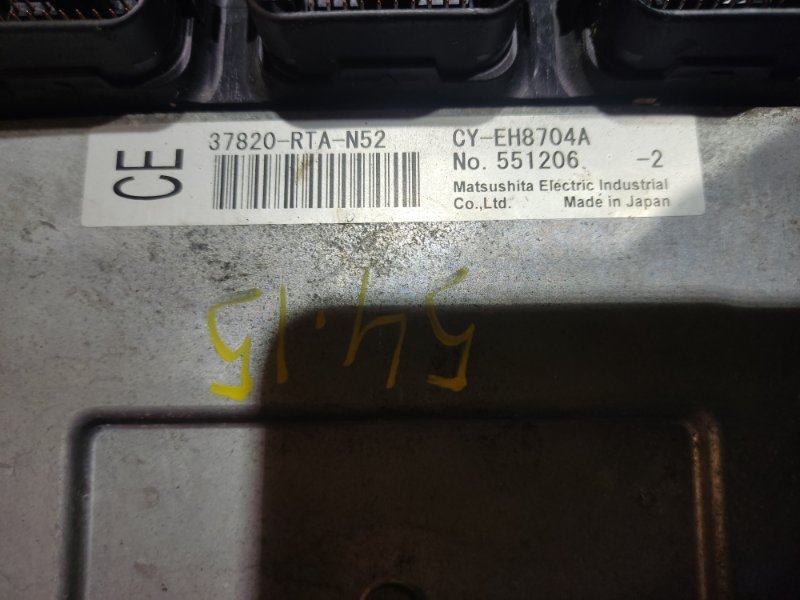 CE
37820-RTA-N52
CY-EH8704A
No. 551206 -2
Matsushita Electric Industrial
Co.,Ltd. Made in Japan
54.15